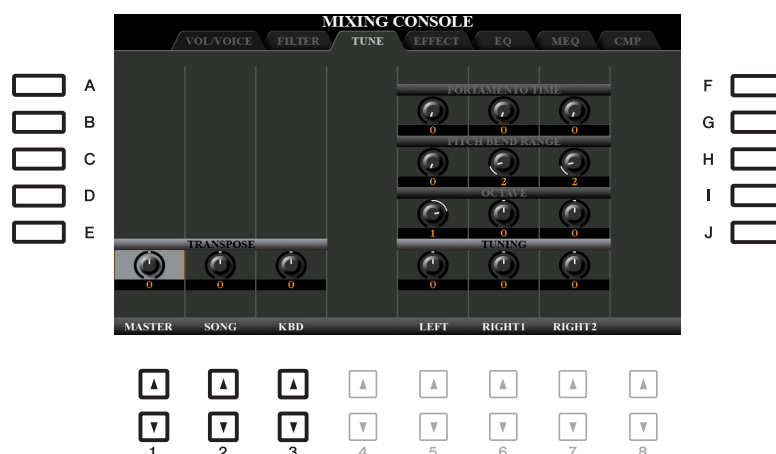 MIXING CONSOLE
VOL/VOICE FILTER TUNE EFFECT EQ MEQ CMP
A
B
C
D
E
F
G
H
I
J
PORTAMENTO TIME
0 0 0
PITCH BEND RANGE
0 2 2
OCTAVE
1 0 0
TRANSPOSE TUNING
0 0 0 0 0 0
MASTER SONG KBD LEFT RIGHT1 RIGHT2
1 2 3 4 5 6 7 8